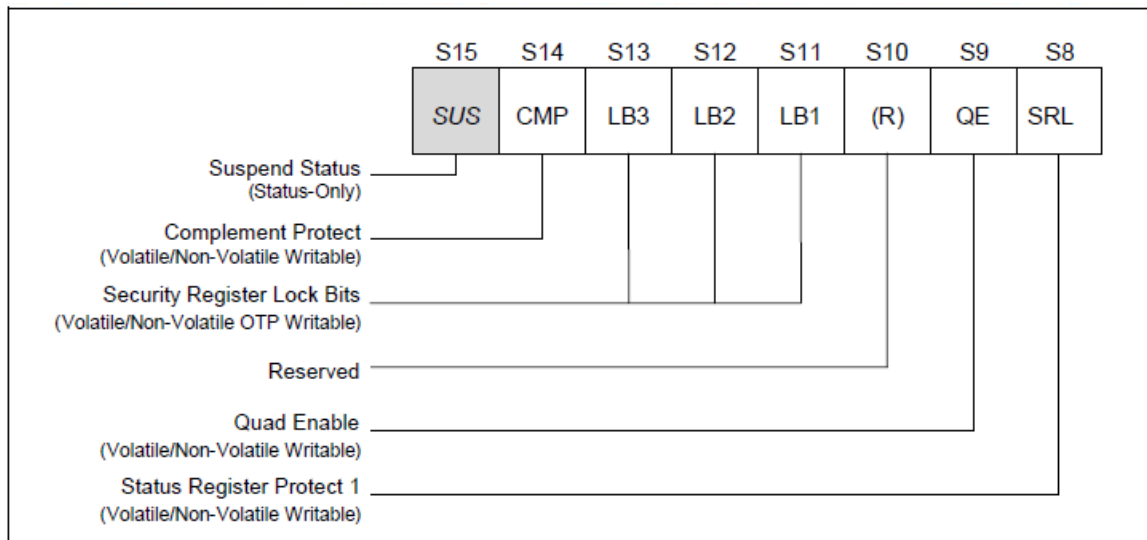 S15 S14 S13 S12 S11 S10 S9 S8
SUS CMP LB3 LB2 LB1 (R) QE SRL
Suspend Status
(Status-Only)
Complement Protect
(Volatile/Non-Volatile Writable)
Security Register Lock Bits
(Volatile/Non-Volatile OTP Writable)
Reserved
Quad Enable
(Volatile/Non-Volatile Writable)
Status Register Protect 1
(Volatile/Non-Volatile Writable)